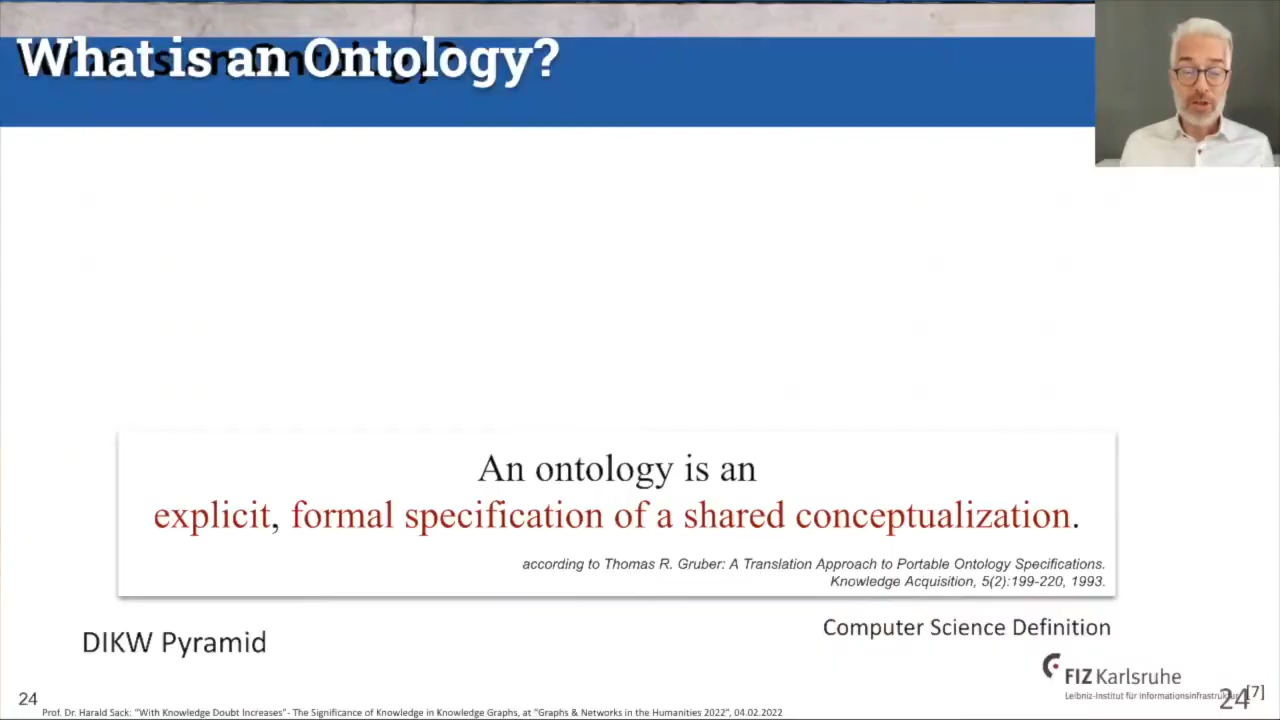 What is an Ontology?
An ontology is an
explicit, formal specification of a shared conceptualization.
according to Thomas R. Gruber: A Translation Approach to Portable Ontology Specifications.
Knowledge Acquisition, 5(2):199-220, 1993.
Computer Science Definition
DIKW Pyramid
FIZ Karlsruhe
Leibniz-Institut für Informationsinfrastruktur
24
24
[7]
Prof. Dr. Harald Sack: "With Knowledge Doubt Increases" - The Significance of Knowledge in Knowledge Graphs, at "Graphs & Networks in the Humanities 2022", 04.02.2022